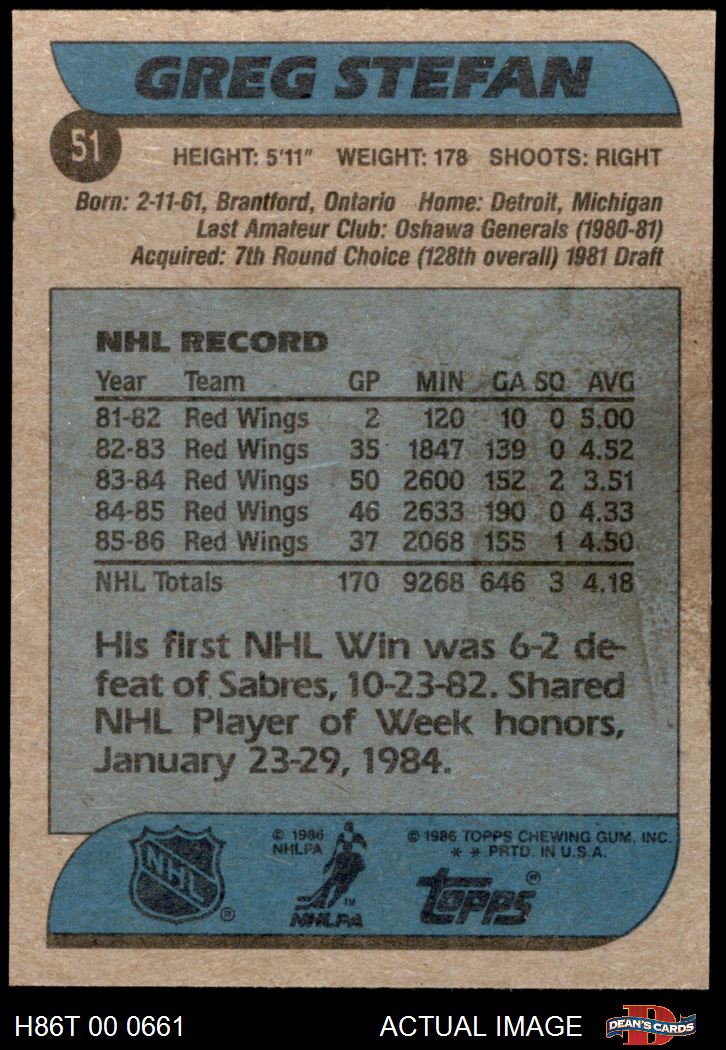 GREG STEFAN
51
HEIGHT: 5'11" WEIGHT: 178 SHOOTS: RIGHT
Born: 2-11-61, Brantford, Ontario Home: Detroit, Michigan
Last Amateur Club: Oshawa Generals (1980-81)
Acquired: 7th Round Choice (128th overall) 1981 Draft
NHL RECORD
Year Team GP MIN GA SO AVG
81-82 Red Wings 2 120 10 0 5.00
82-83 Red Wings 35 1847 139 0 4.52
83-84 Red Wings 50 2600 152 2 3.51
84-85 Red Wings 46 2633 190 0 4.33
85-86 Red Wings 37 2068 155 1 4.50
NHL Totals 170 9268 646 3 4.18
His first NHL Win was 6-2 de-
feat of Sabres, 10-23-82. Shared
NHL Player of Week honors,
January 23-29, 1984.
© 1986 © 1986 TOPPS CHEWING GUM, INC.
NHLPA * * PRTD. IN U.S.A.
NHL ®
TM
NHLPA
topps ®
H86T 00 0661 ACTUAL IMAGE
D
DEAN'S CARDS